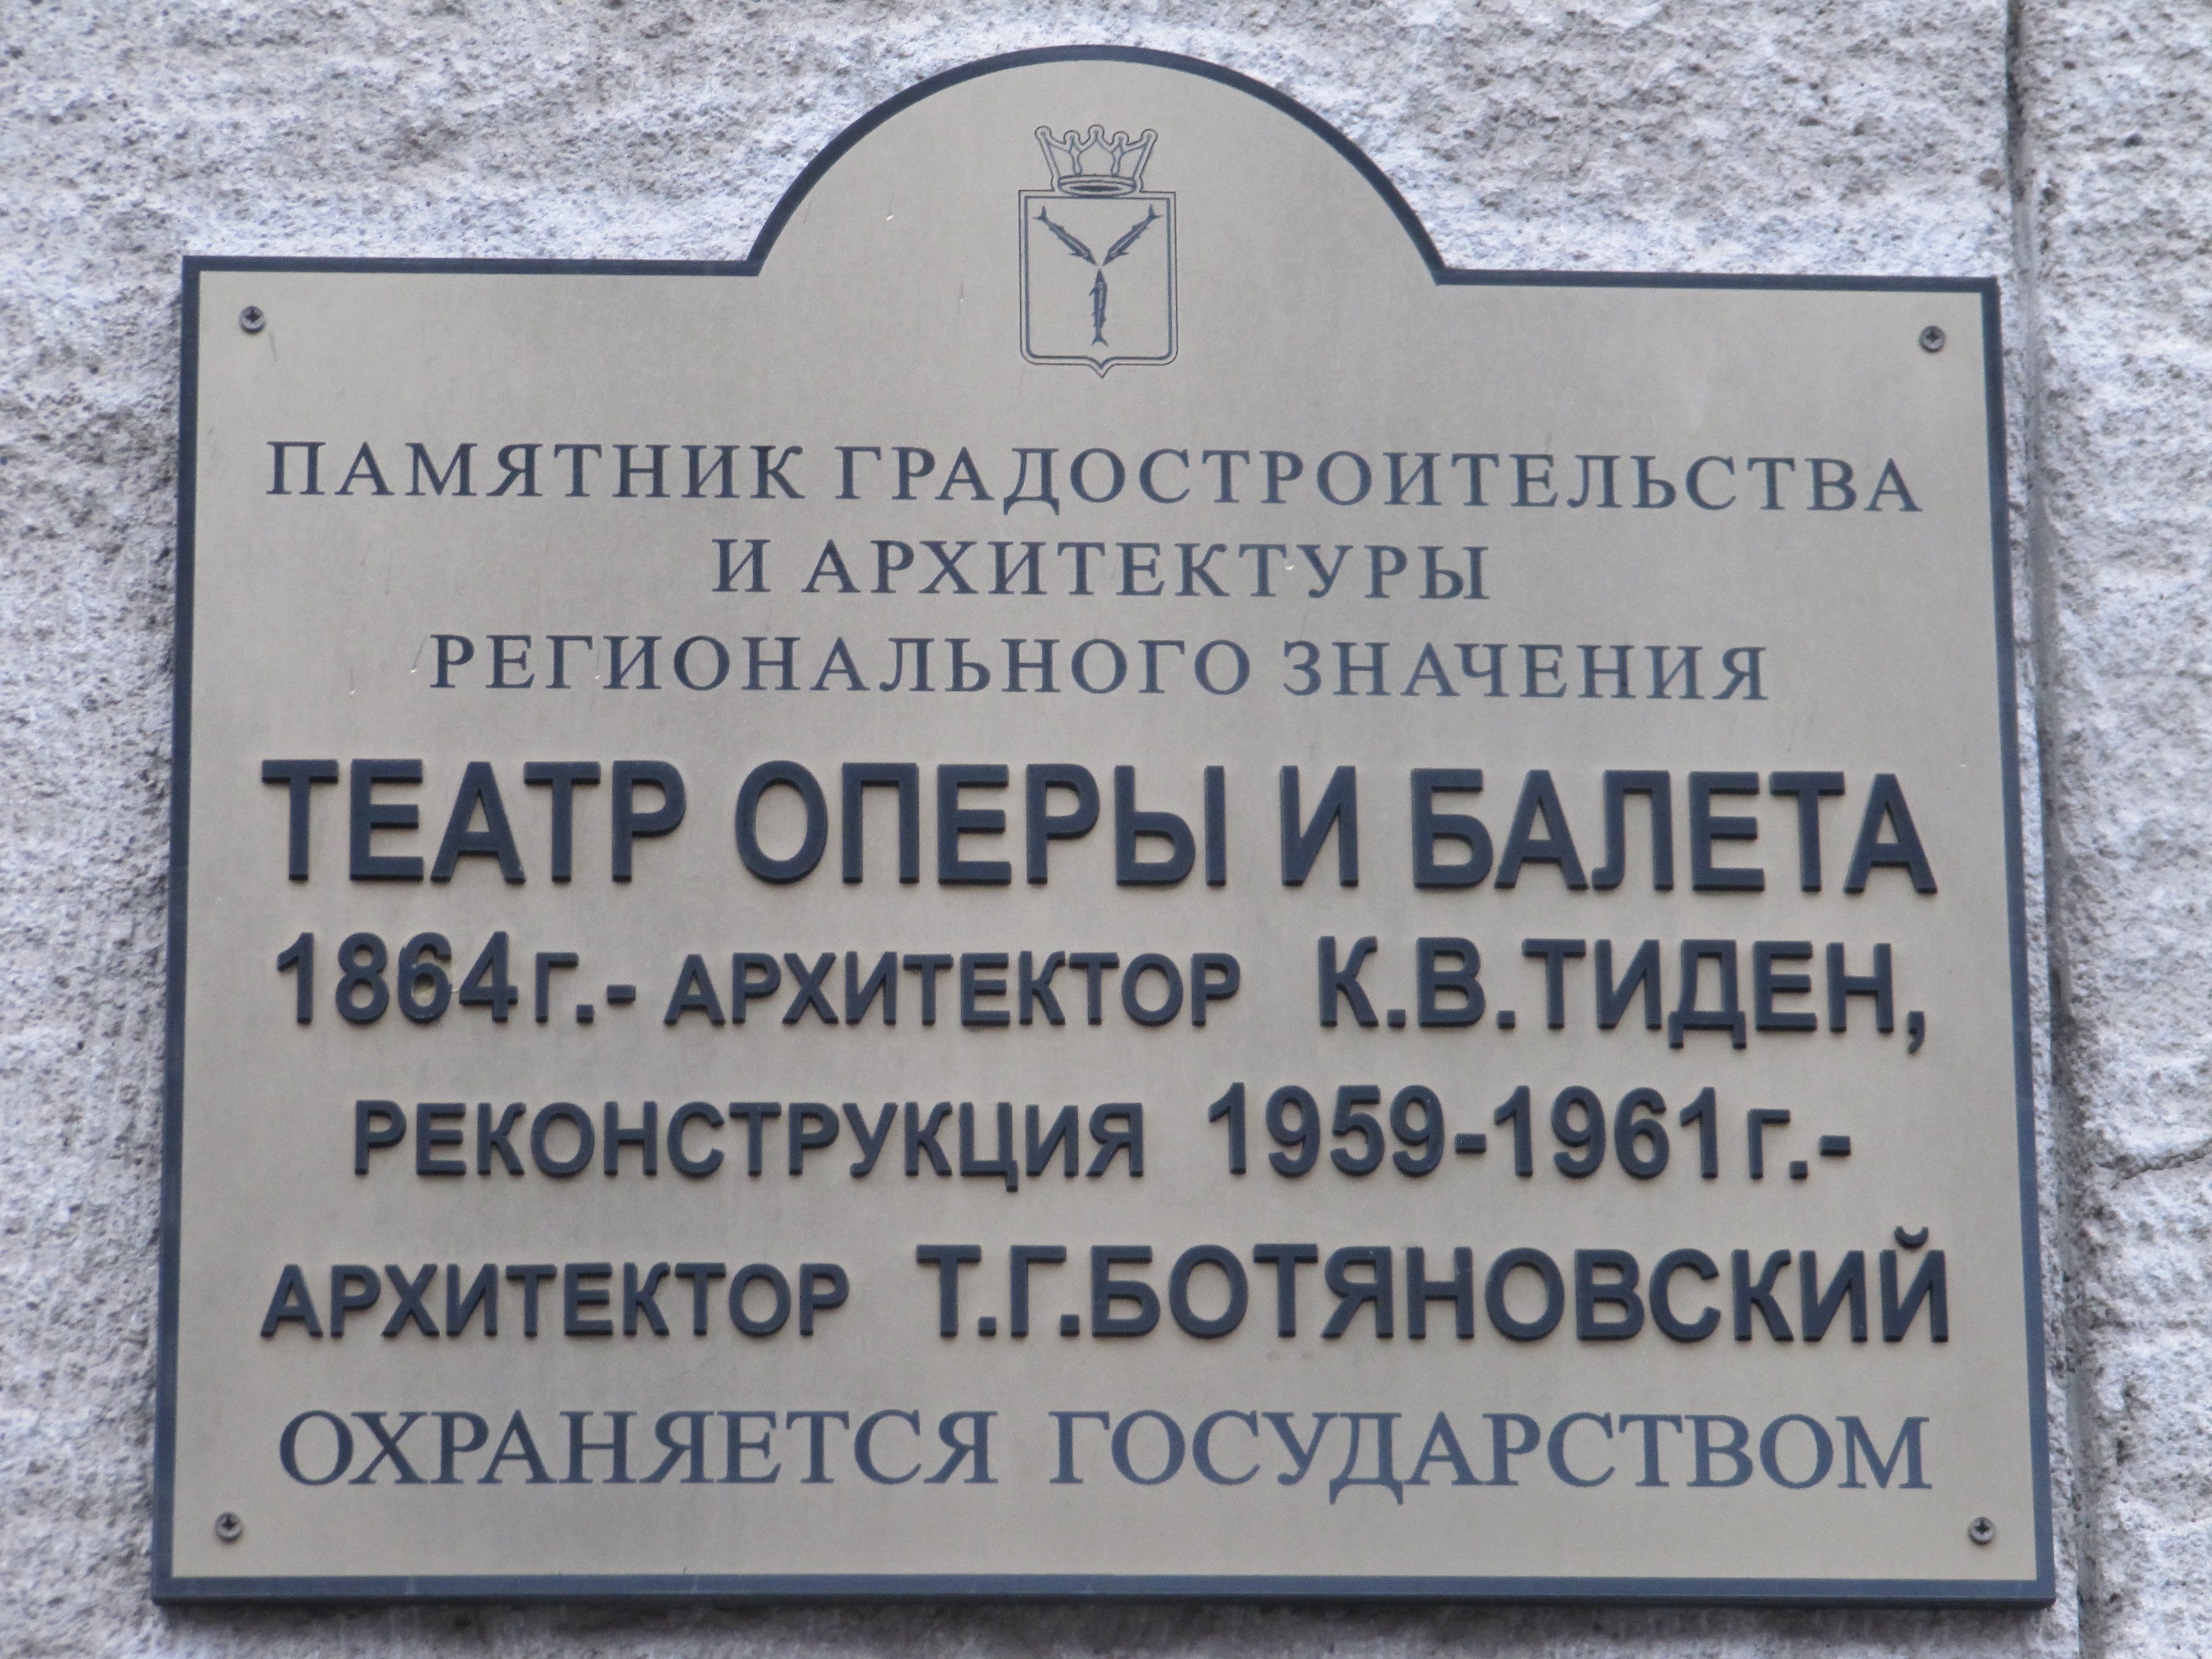 ПАМЯТНИК ГРАДОСТРОИТЕЛЬСТВА
И АРХИТЕКТУРЫ
РЕГИОНАЛЬНОГО ЗНАЧЕНИЯ
ТЕАТР ОПЕРЫ И БАЛЕТА
1864г.- АРХИТЕКТОР К.В.ТИДЕН,
РЕКОНСТРУКЦИЯ 1959-1961г.-
АРХИТЕКТОР Т.Г.БОТЯНОВСКИЙ
ОХРАНЯЕТСЯ ГОСУДАРСТВОМ